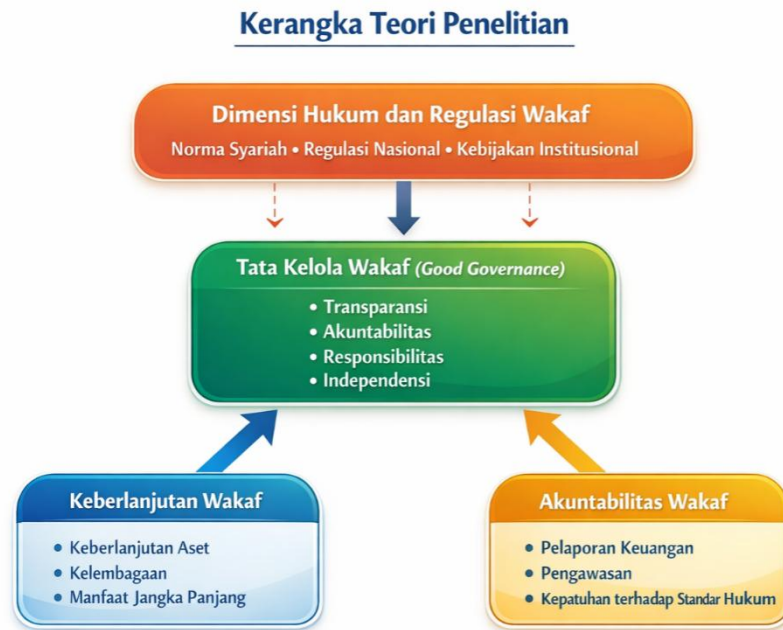 Kerangka Teori Penelitian
Dimensi Hukum dan Regulasi Wakaf
Norma Syariah • Regulasi Nasional • Kebijakan Institusional
Tata Kelola Wakaf (Good Governance)
• Transparansi
• Akuntabilitas
• Responsibilitas
• Independensi
Keberlanjutan Wakaf
• Keberlanjutan Aset
• Kelembagaan
• Manfaat Jangka Panjang
Akuntabilitas Wakaf
• Pelaporan Keuangan
• Pengawasan
• Kepatuhan terhadap Standar Hukum